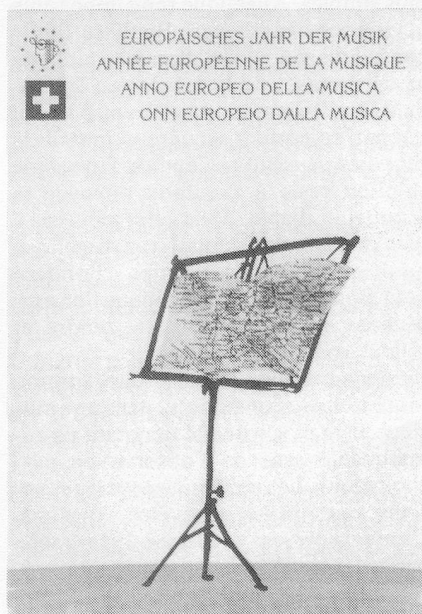 EUROPÄISCHES JAHR DER MUSIK
ANNÉE EUROPÉENNE DE LA MUSIQUE
ANNO EUROPEO DELLA MUSICA
ONN EUROPEIO DALLA MUSICA